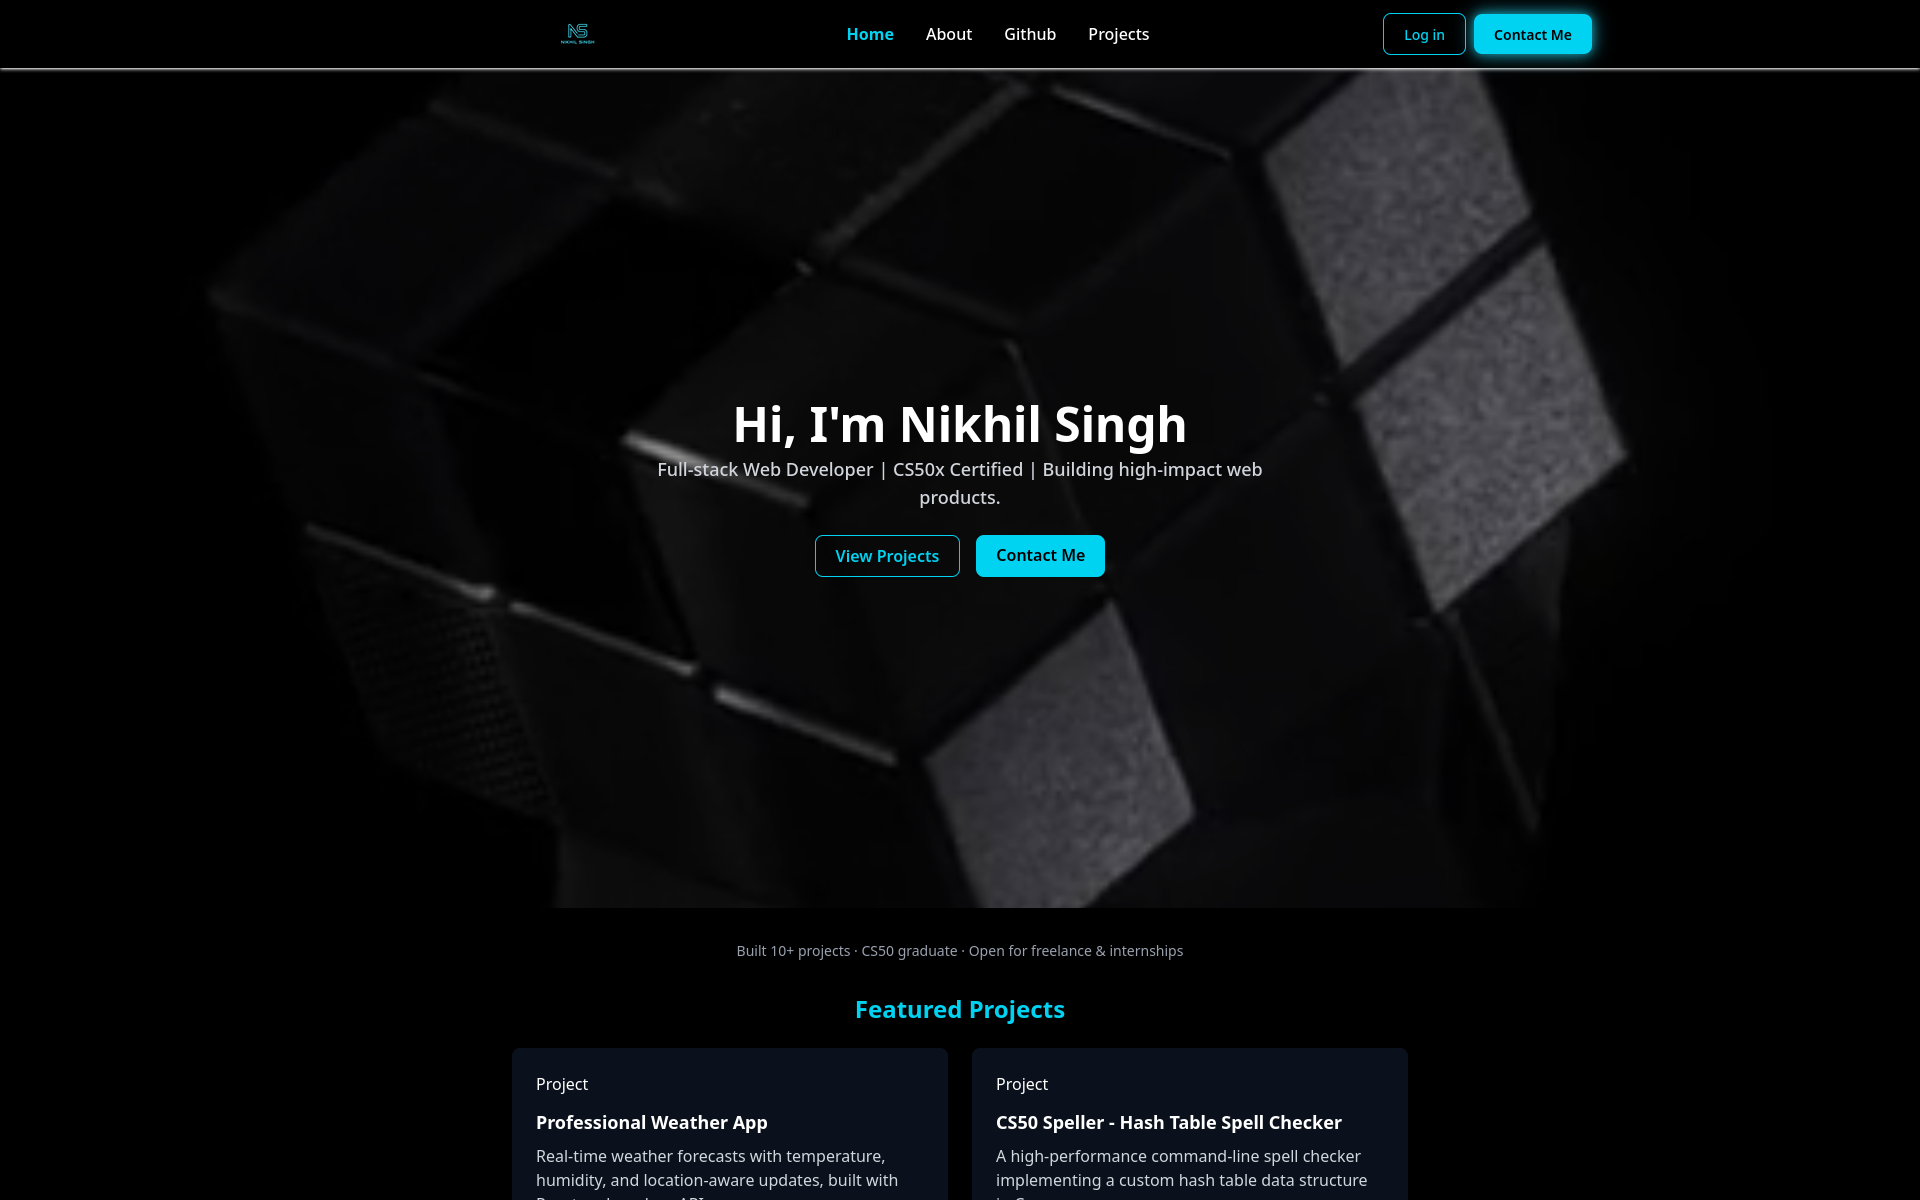 NS
NIKHIL SINGH
Home
About
Github
Projects
Log in
Contact Me
Hi, I'm Nikhil Singh
Full-stack Web Developer | CS50x Certified | Building high-impact web
products.
View Projects
Contact Me
Built 10+ projects · CS50 graduate · Open for freelance & internships
Featured Projects
Project
Professional Weather App
Real-time weather forecasts with temperature,
humidity, and location-aware updates, built with
Project
CS50 Speller - Hash Table Spell Checker
A high-performance command-line spell checker
implementing a custom hash table data structure